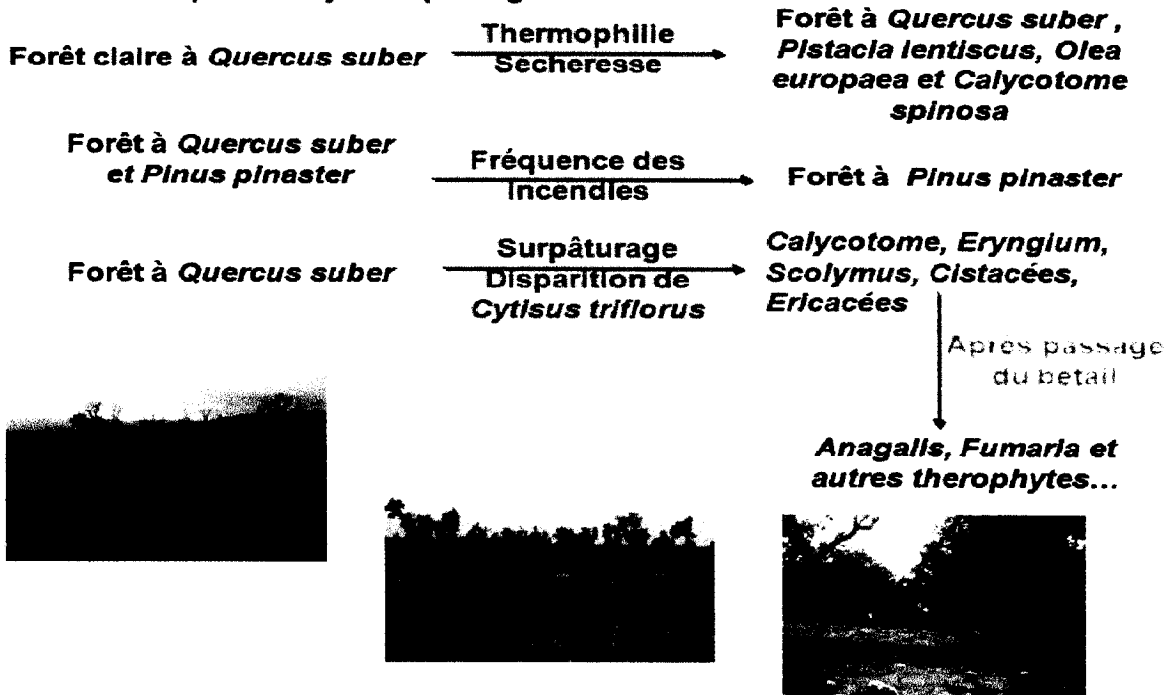 Forêt claire à Quercus suber
Thermophilie
Sécheresse
Forêt à Quercus suber ,
Pistacia lentiscus, Olea
europaea et Calycotome
spinosa
Forêt à Quercus suber
et Pinus pinaster
Fréquence des
incendies
Forêt à Pinus pinaster
Forêt à Quercus suber
Surpâturage
Disparition de
Cytisus triflorus
Calycotome, Eryngium,
Scolymus, Cistacées,
Ericacées
Après passage
du betail
Anagalis, Fumaria et
autres therophytes...